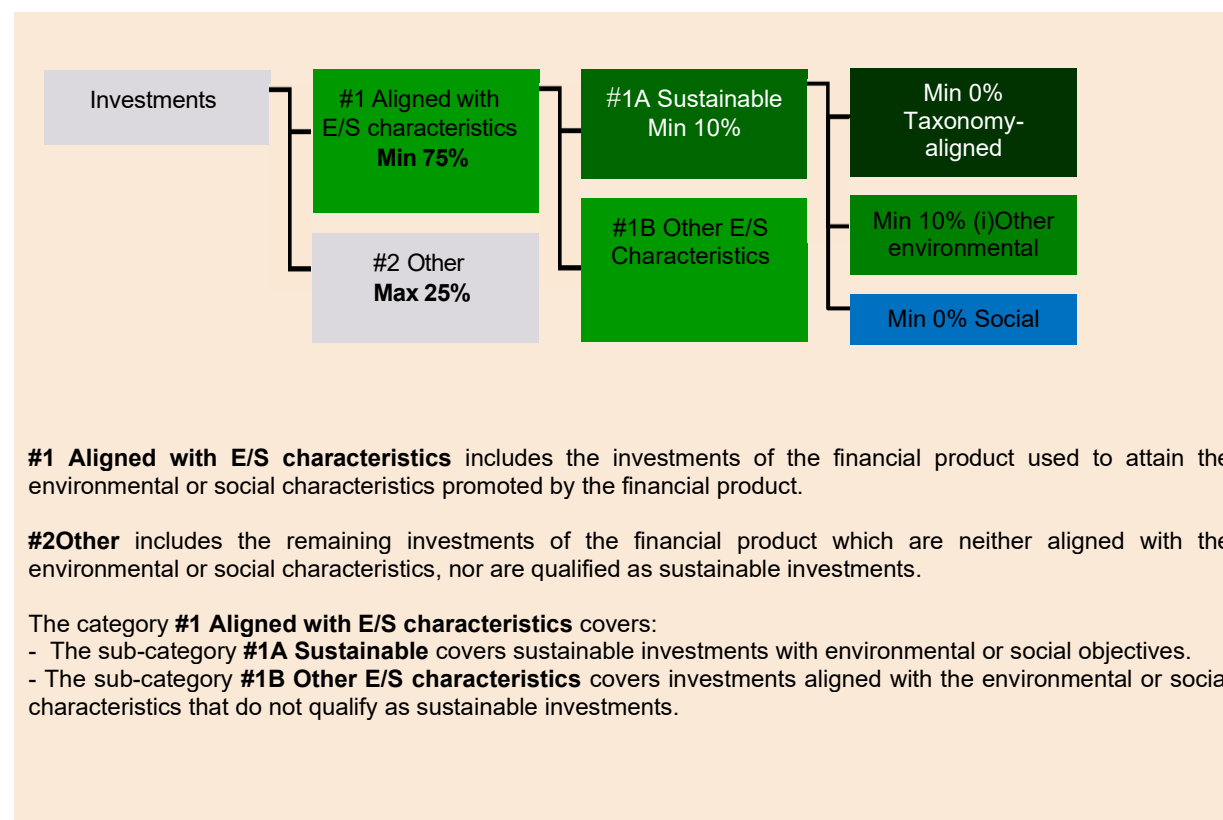 Investments
#1 Aligned with
E/S characteristics
Min 75%
#2 Other
Max 25%
#1A Sustainable
Min 10%
#1B Other E/S
Characteristics
Min 0%
Taxonomy-
aligned
Min 10% (i)Other
environmental
Min 0% Social
#1 Aligned with E/S characteristics includes the investments of the financial product used to attain the
environmental or social characteristics promoted by the financial product.
#2Other includes the remaining investments of the financial product which are neither aligned with the
environmental or social characteristics, nor are qualified as sustainable investments.
The category #1 Aligned with E/S characteristics covers:
- The sub-category #1A Sustainable covers sustainable investments with environmental or social objectives.
- The sub-category #1B Other E/S characteristics covers investments aligned with the environmental or social
characteristics that do not qualify as sustainable investments.